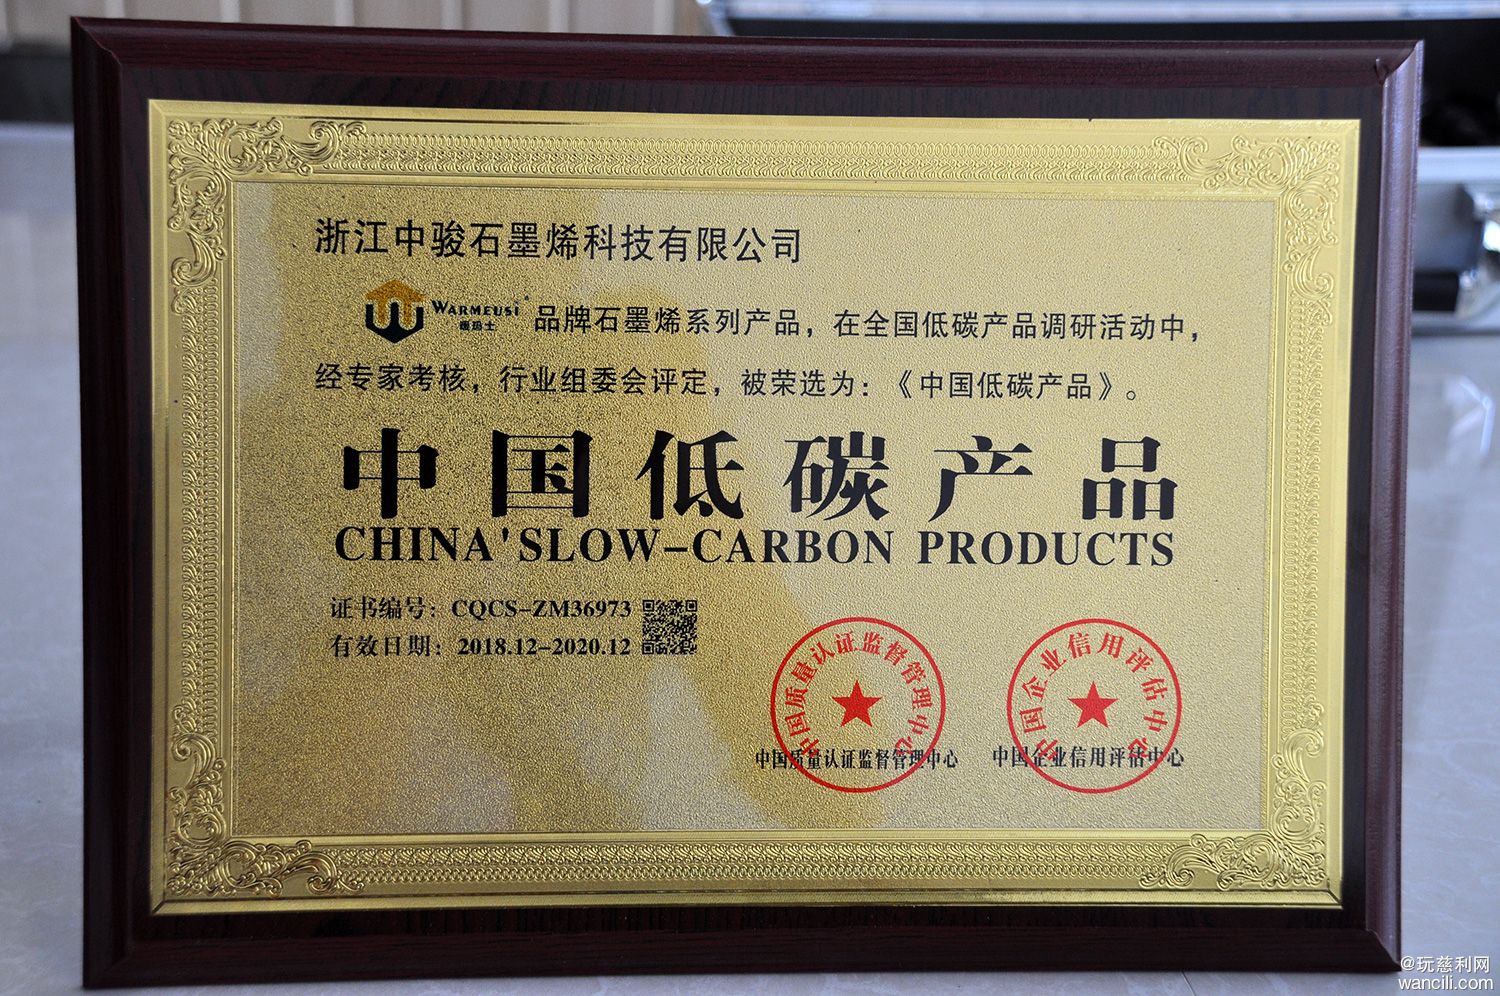 浙江中骏石墨烯科技有限公司
WARMEUSI 品牌石墨烯系列产品，在全国低碳产品调研活动中，
经专家考核，行业组委会评定，被荣选为：《中国低碳产品》。
中国低碳产品
CHINA'SLOW-CARBON PRODUCTS
证书编号：CQCS-ZM36973
有效日期：2018.12-2020.12
中国质量认证监督管理中心
中国企业信用评估中心
中国质量认证监督管理中心
中国企业信用评估中心
@玩慈利网
wancili.com